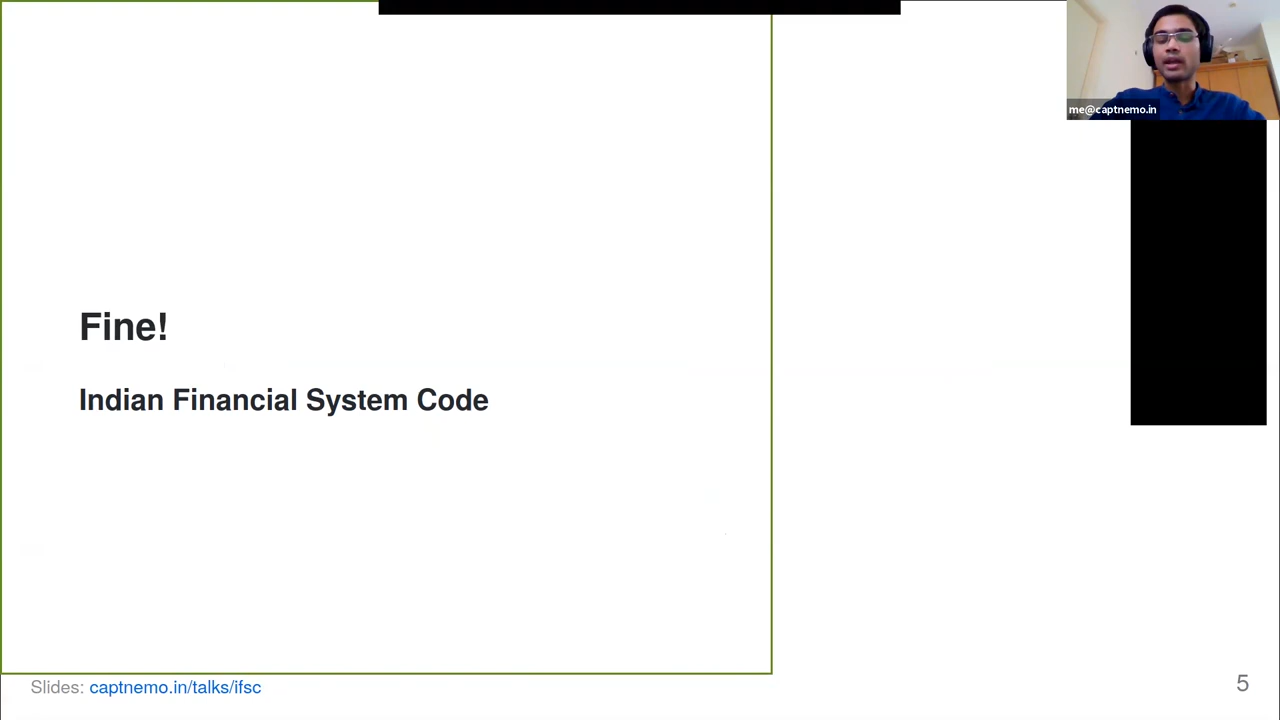 me@captnemo.in
Fine!
Indian Financial System Code
Slides: captnemo.in/talks/ifsc
5